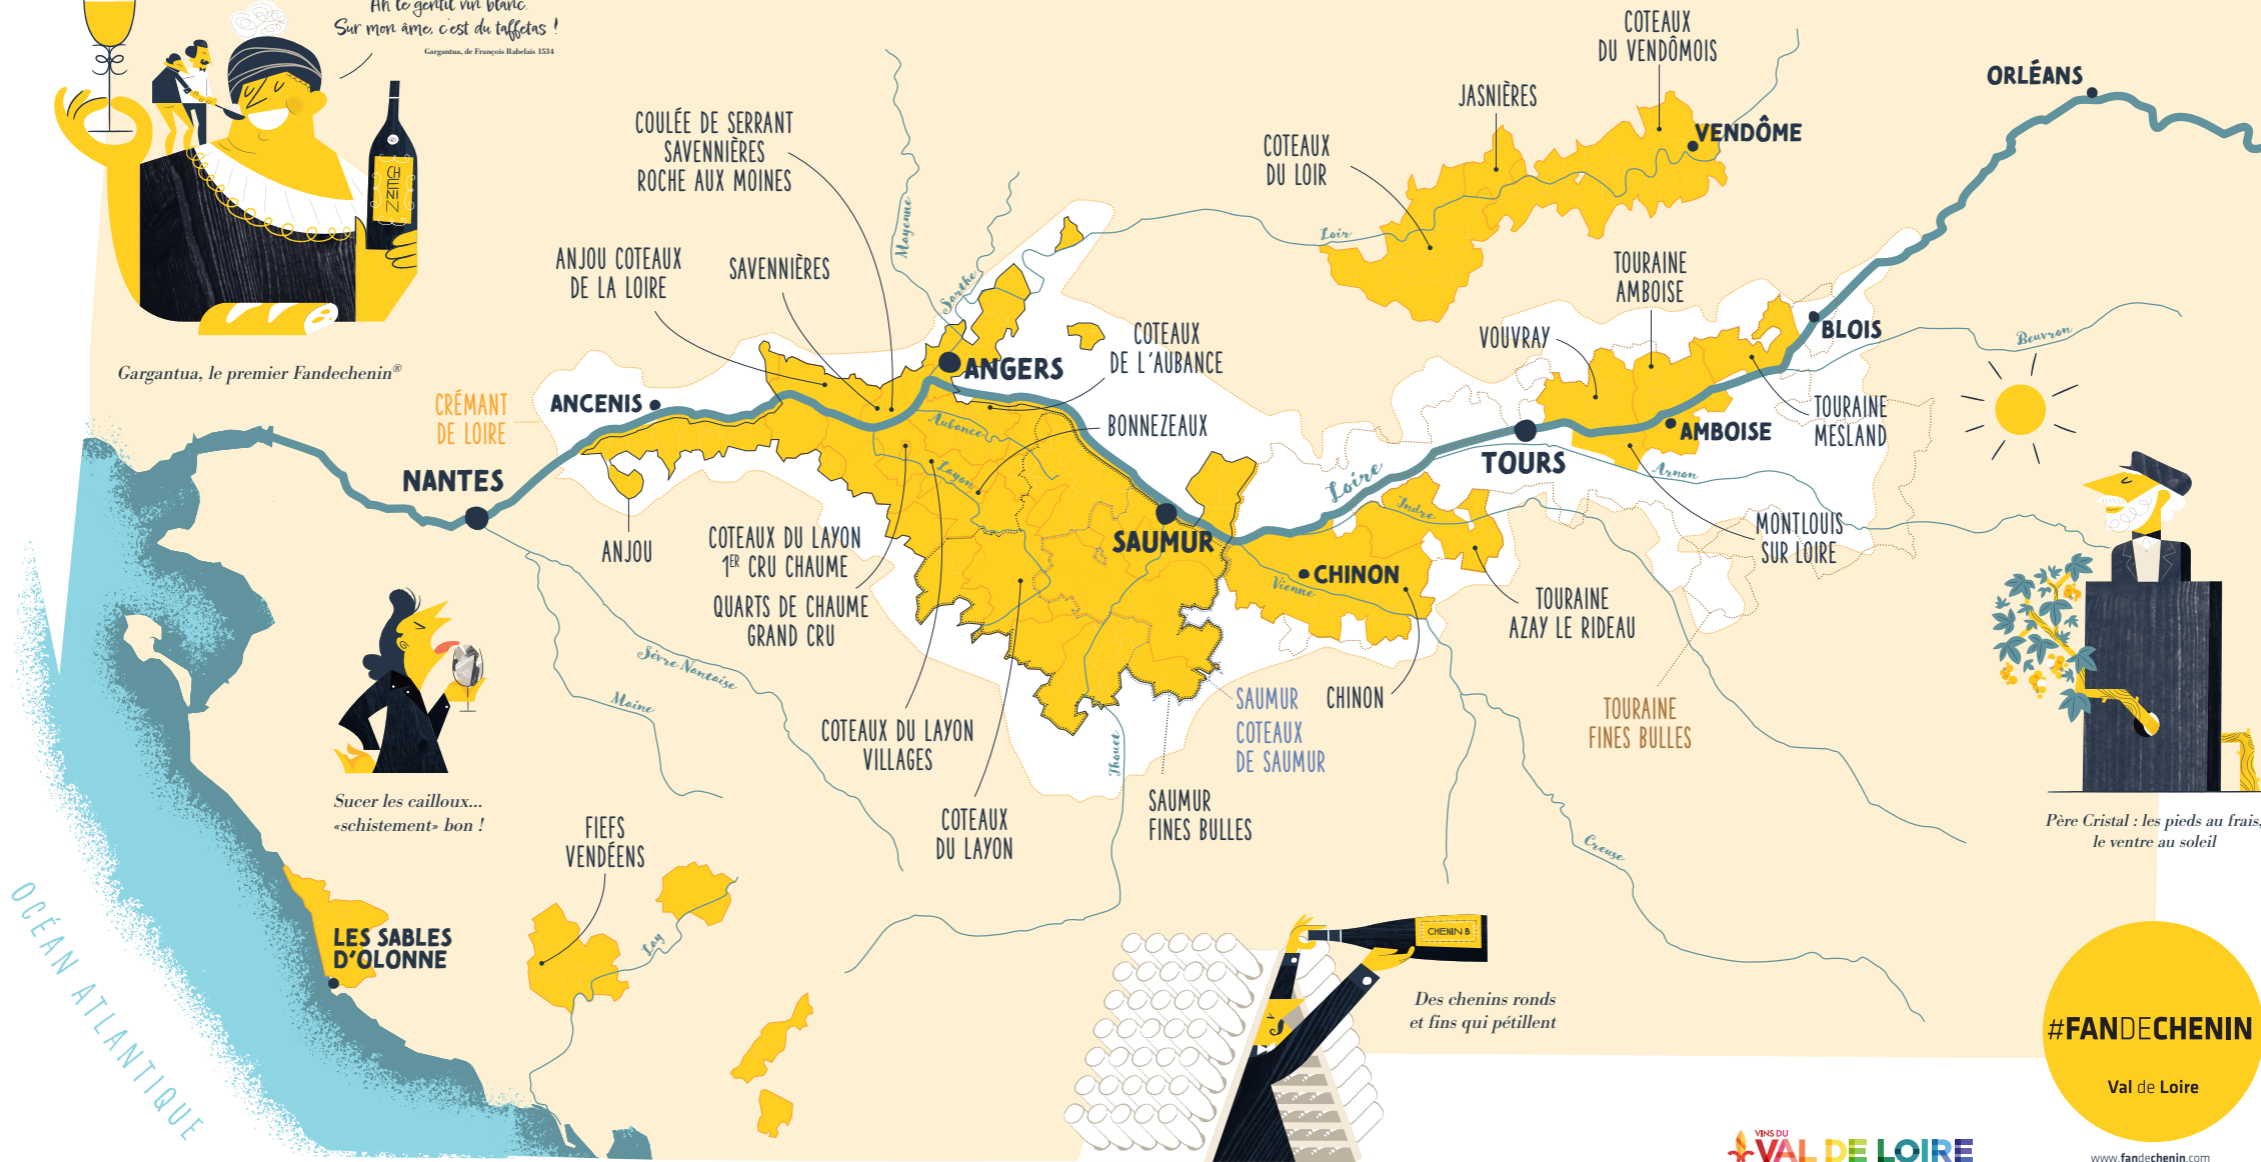 Ah le gentil vin blanc.
Sur mon âme, c'est du taffetas !
Gargantua, de François Rabelais 1534
CHENIN
Gargantua, le premier Fandechenin®
COULÉE DE SERRANT
SAVENNIÈRES
ROCHE AUX MOINES
ANJOU COTEAUX
DE LA LOIRE
SAVENNIÈRES
Mayenne
Sarthe
COTEAUX
DU VENDÔMOIS
JASNIÈRES
COTEAUX
DU LOIR
VENDÔME
ORLÉANS
Loir
TOURAINE
AMBOISE
VOUVRAY
BLOIS
Beuvron
CRÉMANT
DE LOIRE
ANCENIS
ANGERS
COTEAUX
DE L'AUBANCE
Aubance
BONNEZEAUX
Layon
NANTES
ANJOU
COTEAUX DU LAYON
1ER CRU CHAUME
QUARTS DE CHAUME
GRAND CRU
SAUMUR
Loire
TOURS
AMBOISE
TOURAINE
MESLAND
Arnon
Indre
MONTLOUIS
SUR LOIRE
CHINON
Vienne
TOURAINE
AZAY LE RIDEAU
Sèvre Nantaise
Maine
COTEAUX DU LAYON
VILLAGES
COTEAUX
DU LAYON
Thouet
SAUMUR
COTEAUX
DE SAUMUR
CHINON
SAUMUR
FINES BULLES
TOURAINE
FINES BULLES
Creuse
Sucer les cailloux...
«schistement» bon !
FIEFS
VENDÉENS
LES SABLES
D'OLONNE
Lay
OCÉAN ATLANTIQUE
CHENIN B
Des chenins ronds
et fins qui pétillent
Père Cristal : les pieds au frais,
le ventre au soleil
#FANDECHENIN
Val de Loire
VINS DU
VAL DE LOIRE
www.fandechenin.com